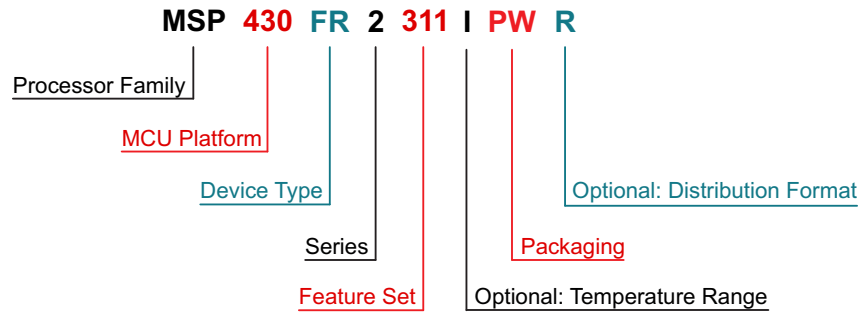 MSP 430 FR 2 311 I PW R
Processor Family
MCU Platform
Device Type
Optional: Distribution Format
Series
Packaging
Feature Set
Optional: Temperature Range